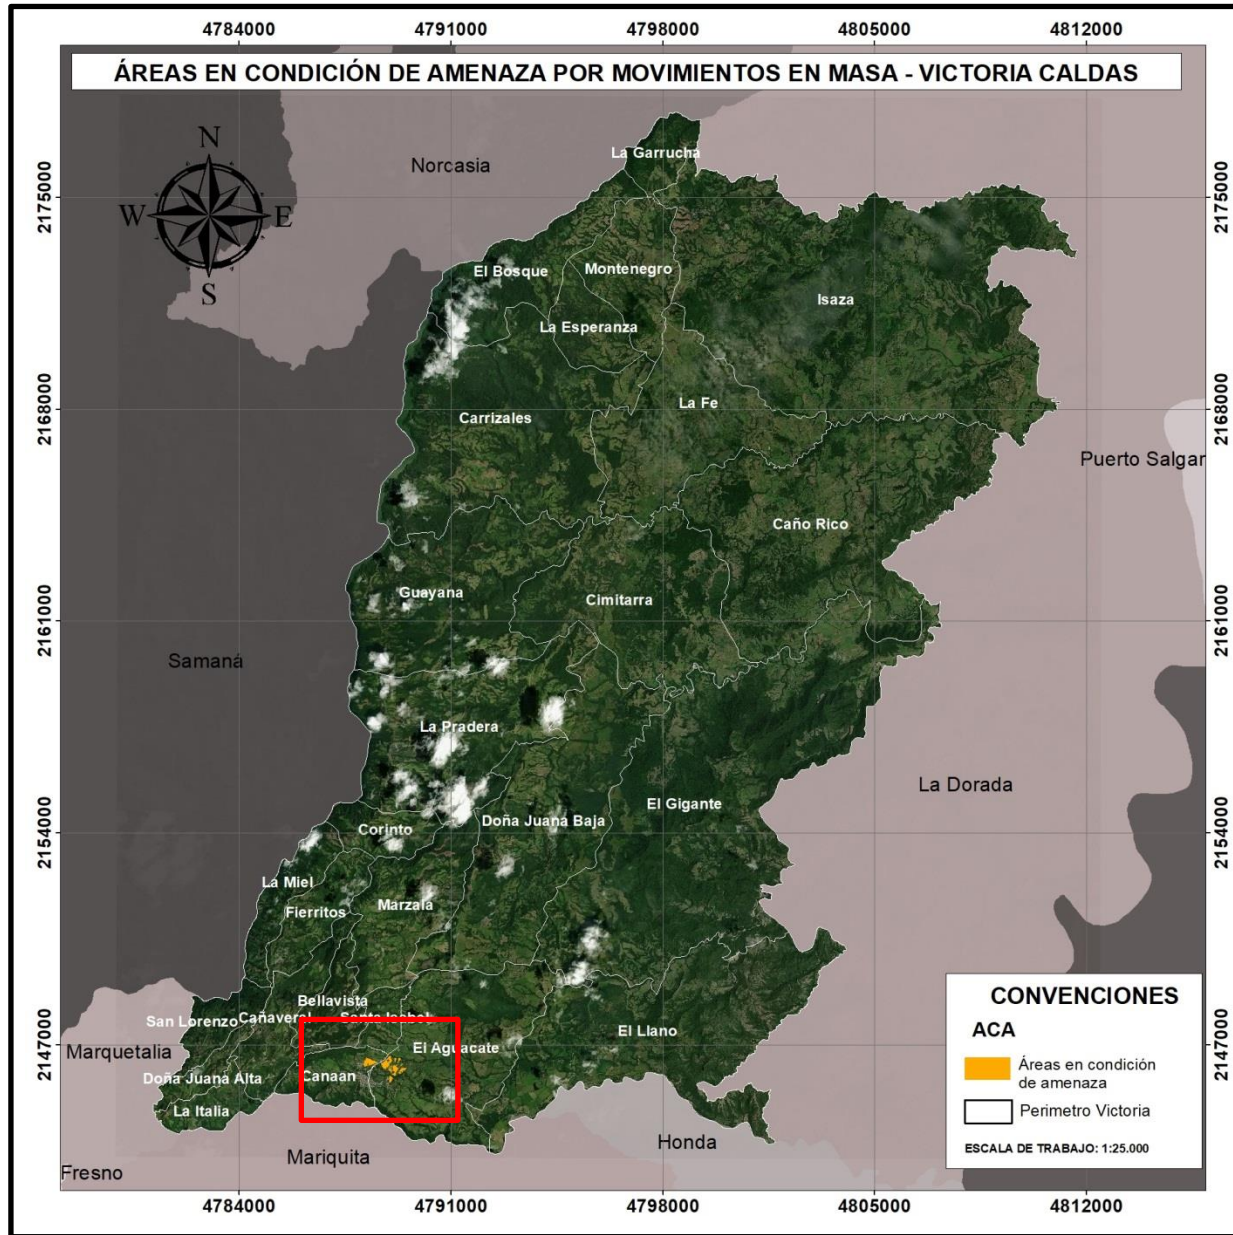 4784000 4791000 4798000 4805000 4812000
ÁREAS EN CONDICIÓN DE AMENAZA POR MOVIMIENTOS EN MASA - VICTORIA CALDAS
La Garrucha
Norcasia
N
2175000
2175000
W
E
El Bosque
Montenegro
S
Isaza
La Esperanza
La Fe
2168000
2168000
Carrizales
Puerto Salgar
Caño Rico
Guayana
Cimitarra
2161000
2161000
Samaná
La Pradera
La Dorada
El Gigante
Doña Juana Baja
Corinto
2154000
2154000
La Miel
Marzala
Fierritos
CONVENCIONES
Bellavista
San Lorenzo
Cañaveral
Santa Isabel
El Llano
ACA
Marquetalia
2147000
2147000
El Aguacate
Áreas en condición
de amenaza
Canaan
Doña Juana Alta
La Italia
Perimetro Victoria
Honda
ESCALA DE TRABAJO: 1:25.000
Mariquita
Fresno
4784000 4791000 4798000 4805000 4812000